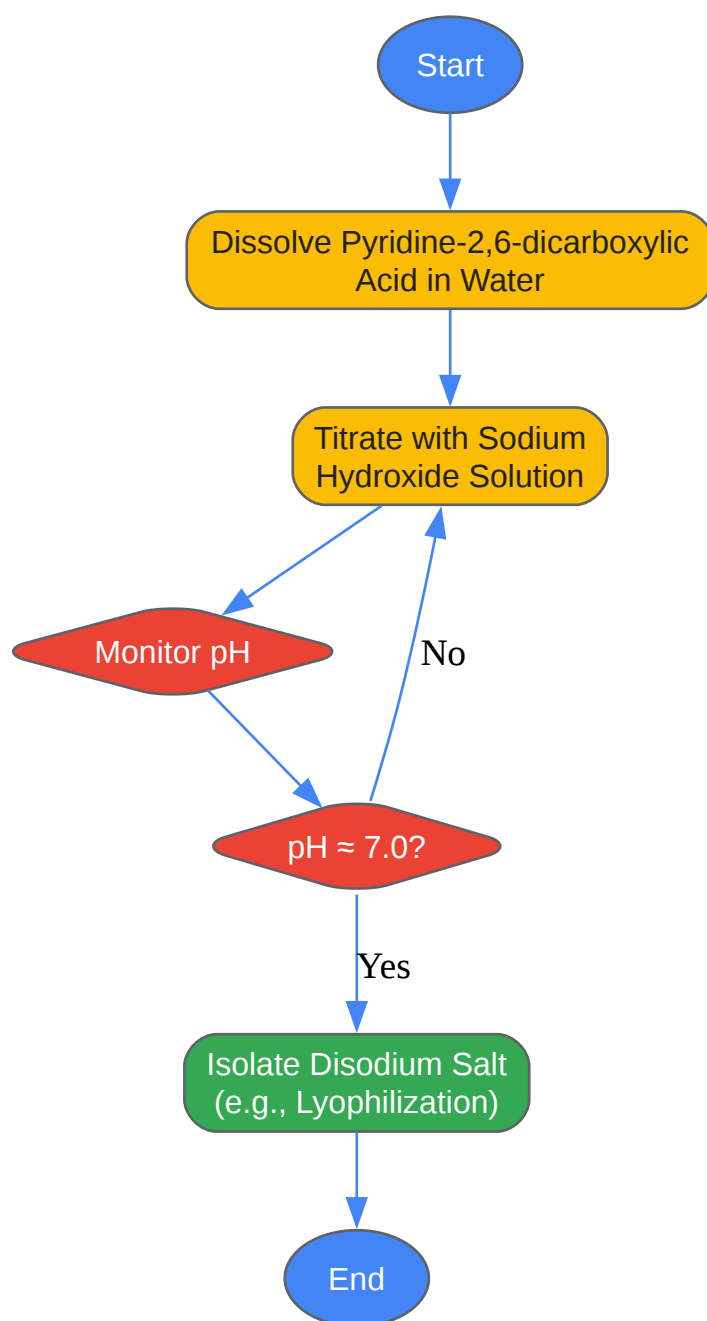 Start
Dissolve Pyridine-2,6-dicarboxylic
Acid in Water
Titrate with Sodium
Hydroxide Solution
Monitor pH
No
pH ≈ 7.0?
Yes
Isolate Disodium Salt
(e.g., Lyophilization)
End